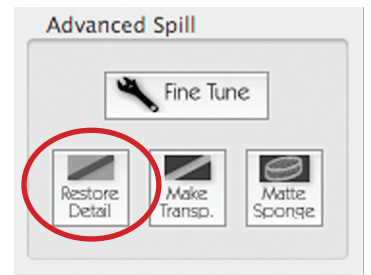 Advanced Spill
Fine Tune
Restore
Detail
Make
Transp.
Matte
Sponge